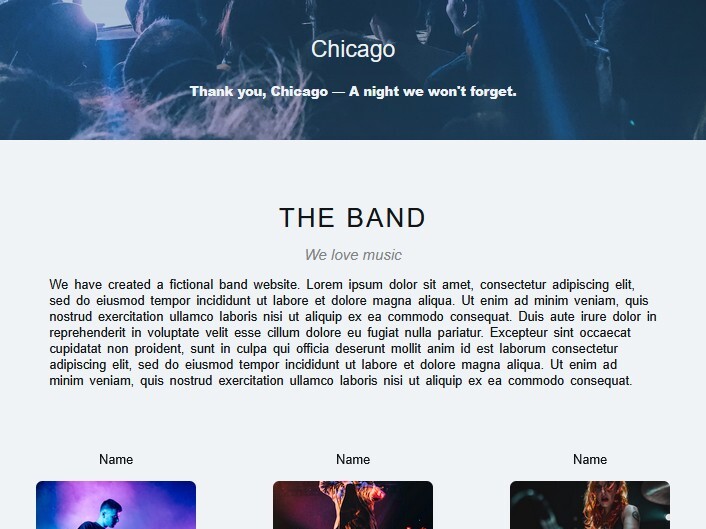 Chicago
Thank you, Chicago — A night we won't forget.
THE BAND
We love music
We have created a fictional band website. Lorem ipsum dolor sit amet, consectetur adipiscing elit,
sed do eiusmod tempor incididunt ut labore et dolore magna aliqua. Ut enim ad minim veniam, quis
nostrud exercitation ullamco laboris nisi ut aliquip ex ea commodo consequat. Duis aute irure dolor in
reprehenderit in voluptate velit esse cillum dolore eu fugiat nulla pariatur. Excepteur sint occaecat
cupidatat non proident, sunt in culpa qui officia deserunt mollit anim id est laborum consectetur
adipiscing elit, sed do eiusmod tempor incididunt ut labore et dolore magna aliqua. Ut enim ad
minim veniam, quis nostrud exercitation ullamco laboris nisi ut aliquip ex ea commodo consequat.
Name Name Name